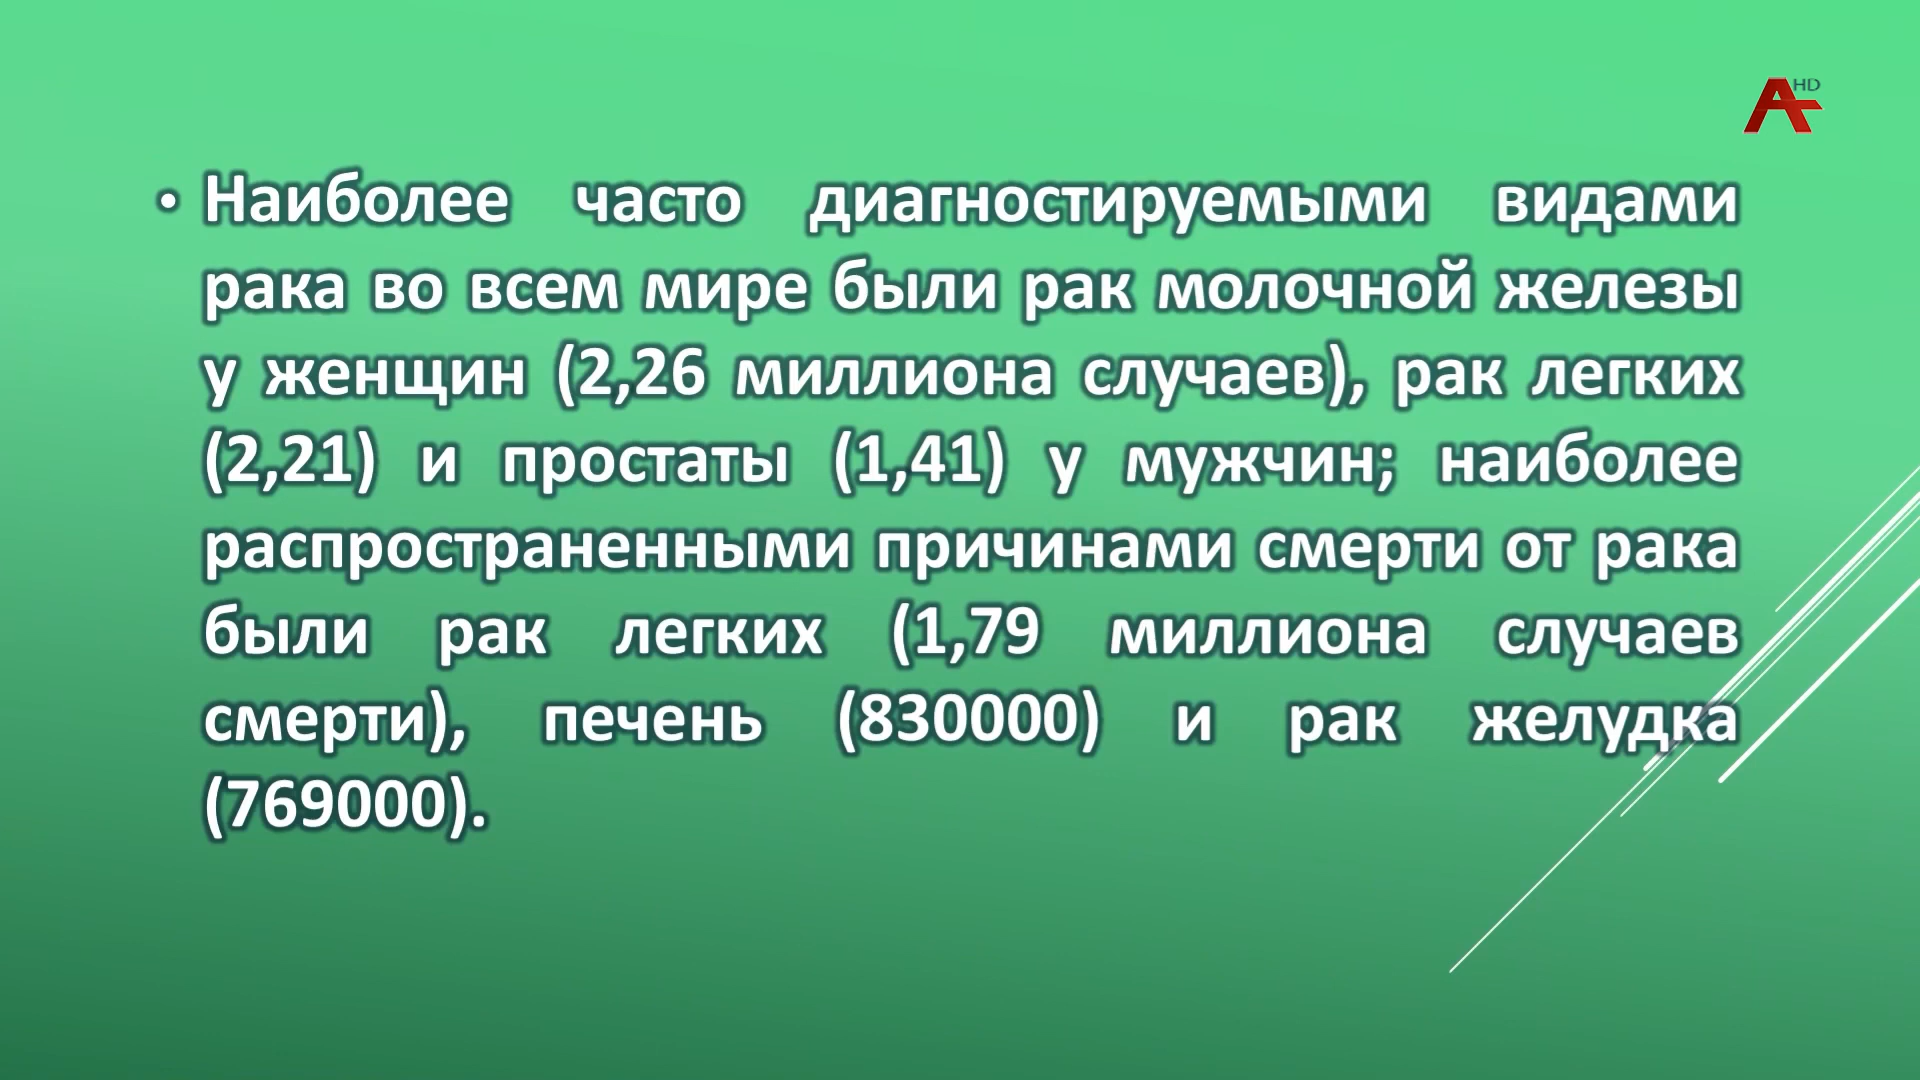 HD
• Наиболее часто диагностируемыми видами
рака во всем мире были рак молочной железы
у женщин (2,26 миллиона случаев), рак легких
(2,21) и простаты (1,41) у мужчин; наиболее
распространенными причинами смерти от рака
были рак легких (1,79 миллиона случаев
смерти), печень (830000) и рак желудка
(769000).